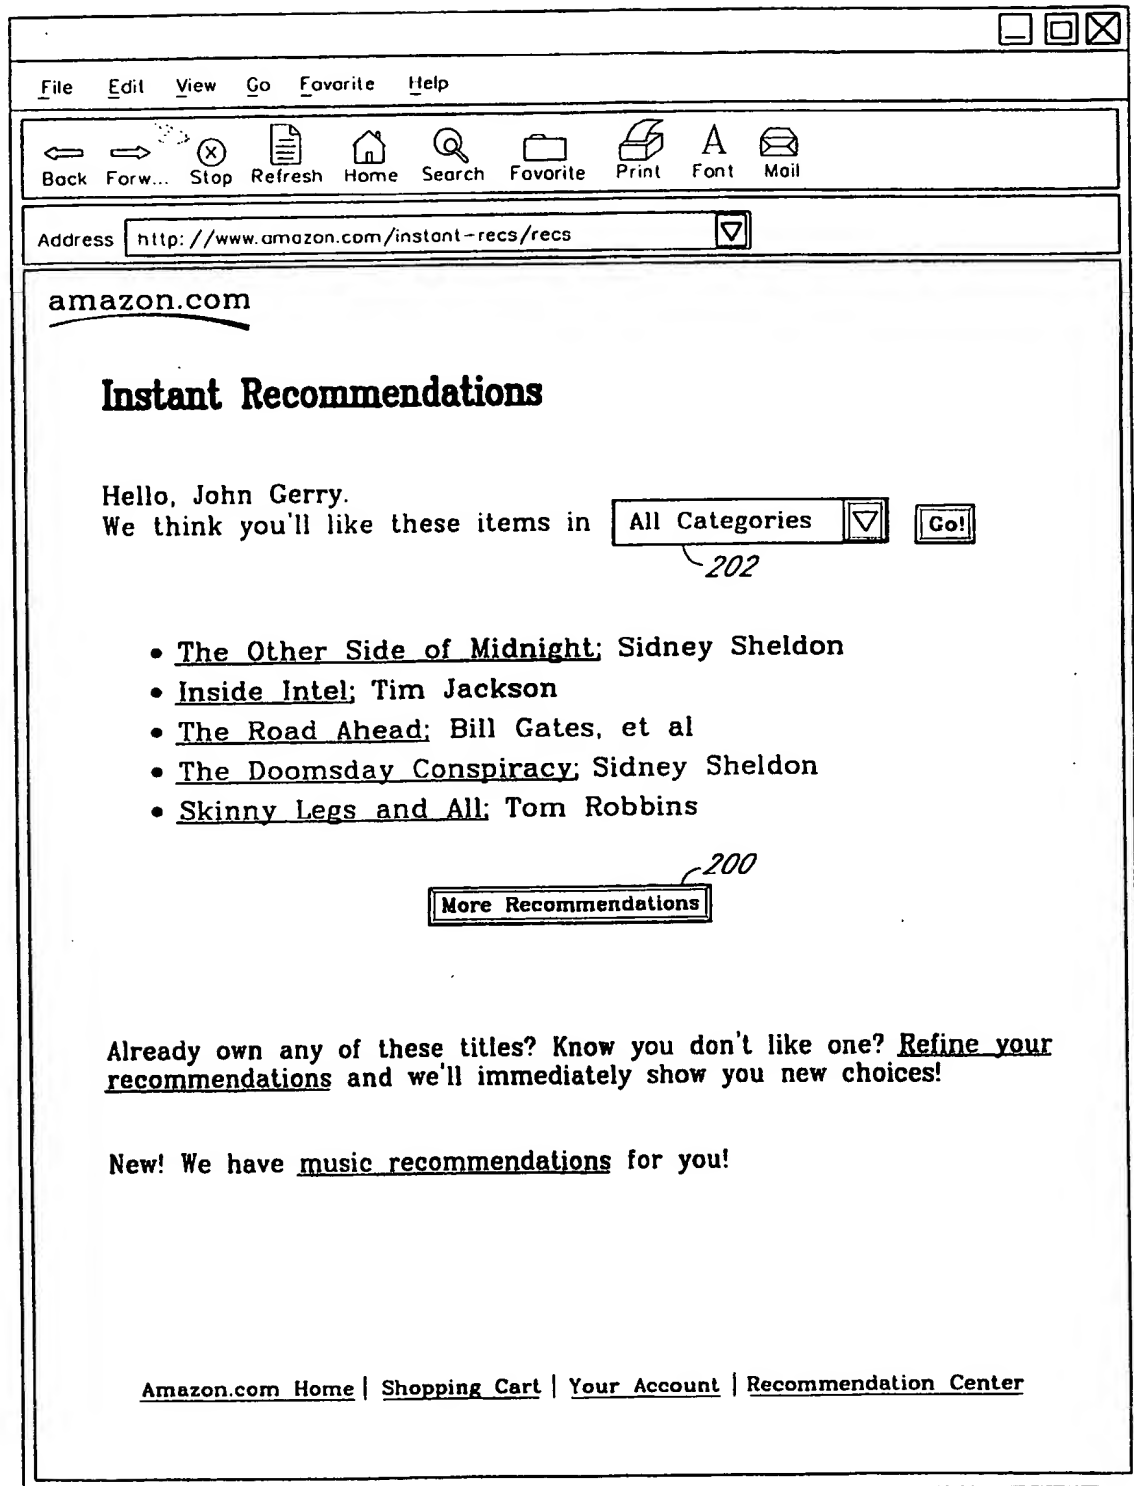 File Edit View Go Favorite Help
Back Forw... Stop Refresh Home Search Favorite Print Font Mail
Address http://www.amazon.com/instant-recs/recs
amazon.com
Instant Recommendations
Hello, John Gerry.
We think you'll like these items in All Categories Go!
202
• The Other Side of Midnight; Sidney Sheldon
• Inside Intel; Tim Jackson
• The Road Ahead; Bill Gates, et al
• The Doomsday Conspiracy; Sidney Sheldon
• Skinny Legs and All; Tom Robbins
200
More Recommendations
Already own any of these titles? Know you don't like one? Refine your
recommendations and we'll immediately show you new choices!
New! We have music recommendations for you!
Amazon.com Home | Shopping Cart | Your Account | Recommendation Center